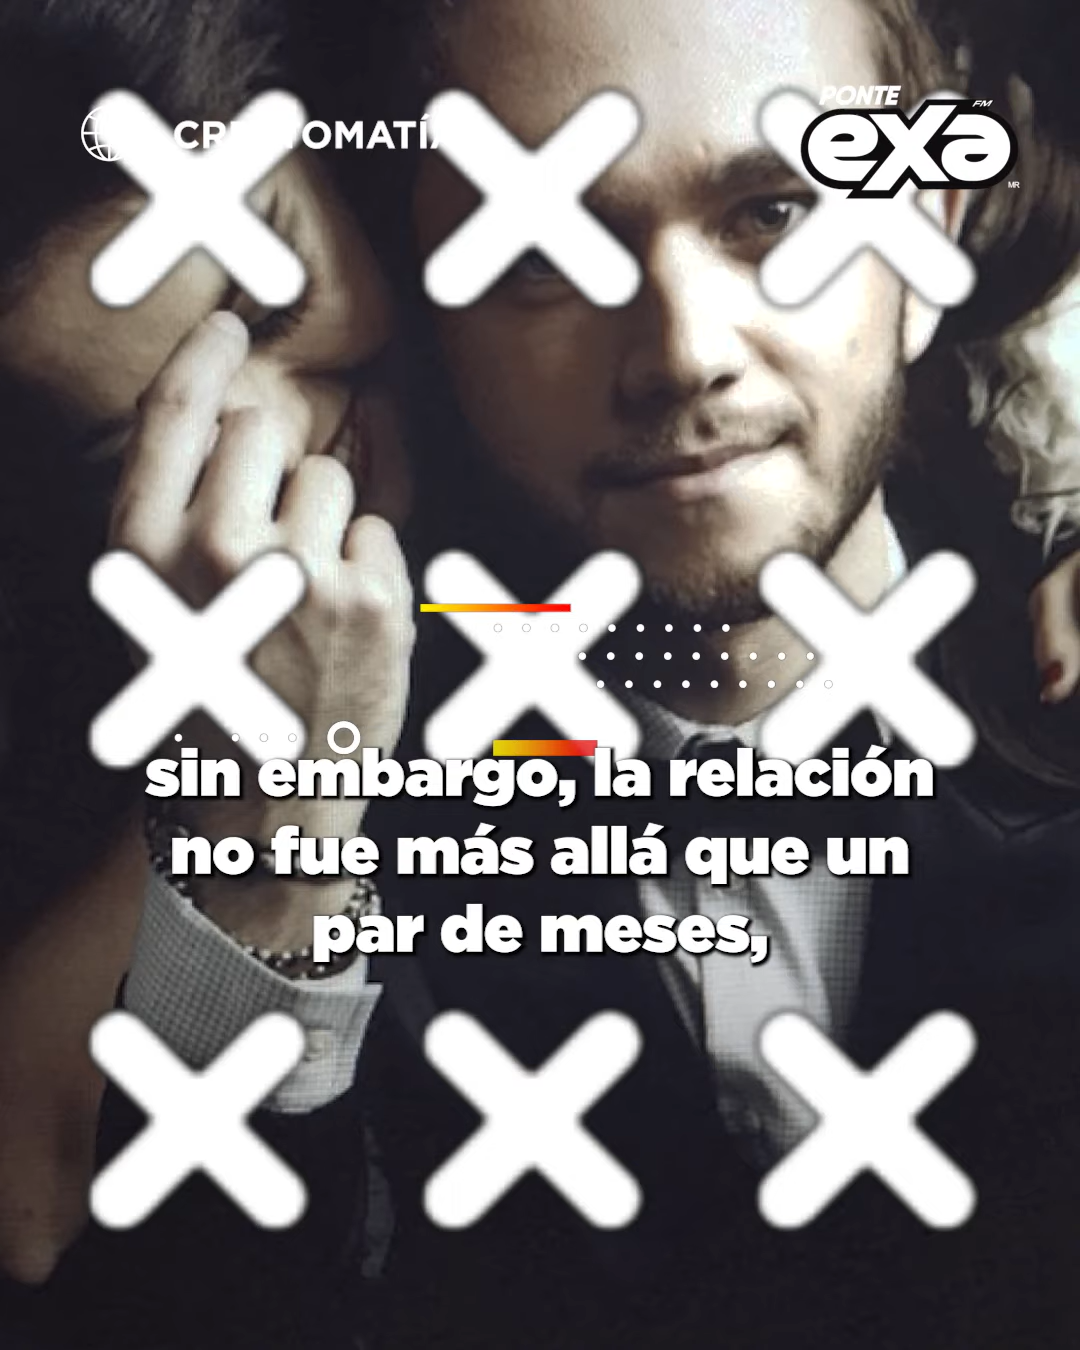 PONTE
exa
FM
MR
sin embargo, la relación
no fue más allá que un
par de meses,